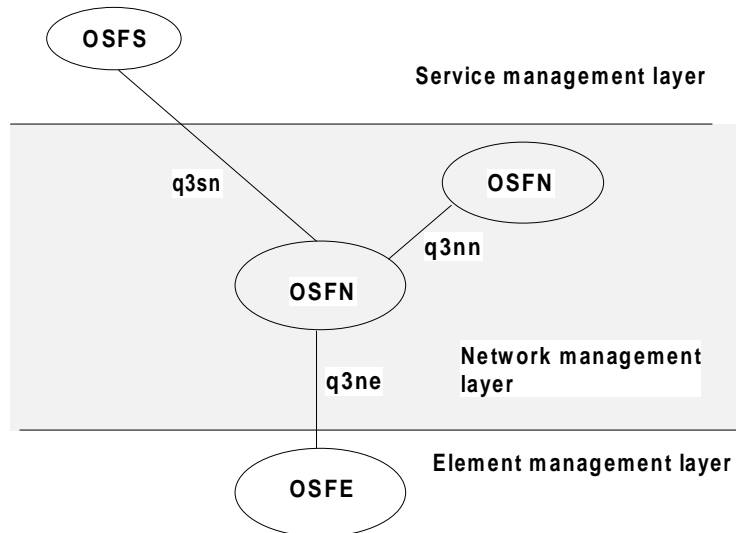 OSFS
Service management layer
q3sn
OSFN
q3nn
OSFN
Network management
layer
q3ne
Element management layer
OSFE